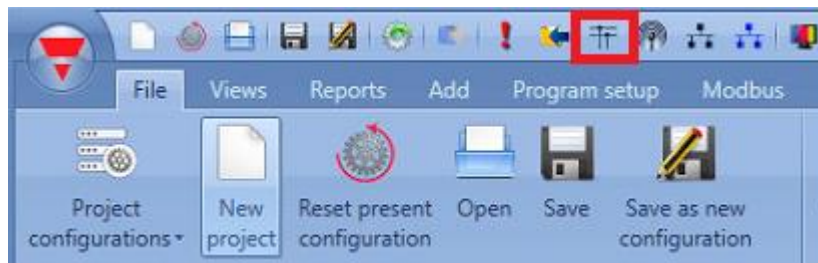 File Views Reports Add Program setup Modbus
Project New Reset present Open Save Save as new
configurations project configuration configuration